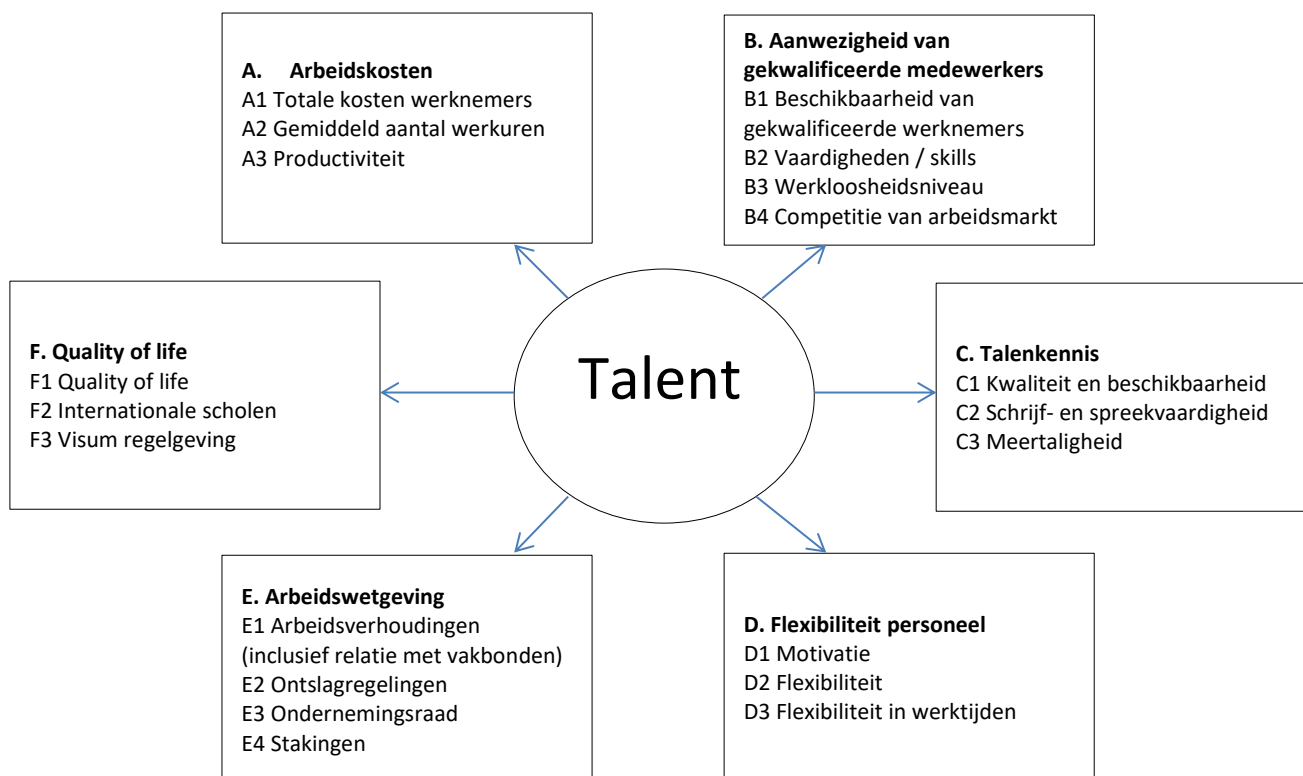 A. Arbeidskosten
A1 Totale kosten werknemers
A2 Gemiddeld aantal werkuren
A3 Productiviteit
B. Aanwezigheid van
gekwalificeerde medewerkers
B1 Beschikbaarheid van
gekwalificeerde werknemers
B2 Vaardigheden / skills
B3 Werkloosheidsniveau
B4 Competitie van arbeidsmarkt
F. Quality of life
F1 Quality of life
F2 Internationale scholen
F3 Visum regelgeving
Talent
C. Talenkennis
C1 Kwaliteit en beschikbaarheid
C2 Schrijf- en spreekvaardigheid
C3 Meertaligheid
E. Arbeidswetgeving
E1 Arbeidsverhoudingen
(inclusief relatie met vakbonden)
E2 Ontslagregelingen
E3 Ondernemingsraad
E4 Stakingen
D. Flexibiliteit personeel
D1 Motivatie
D2 Flexibiliteit
D3 Flexibiliteit in werktijden